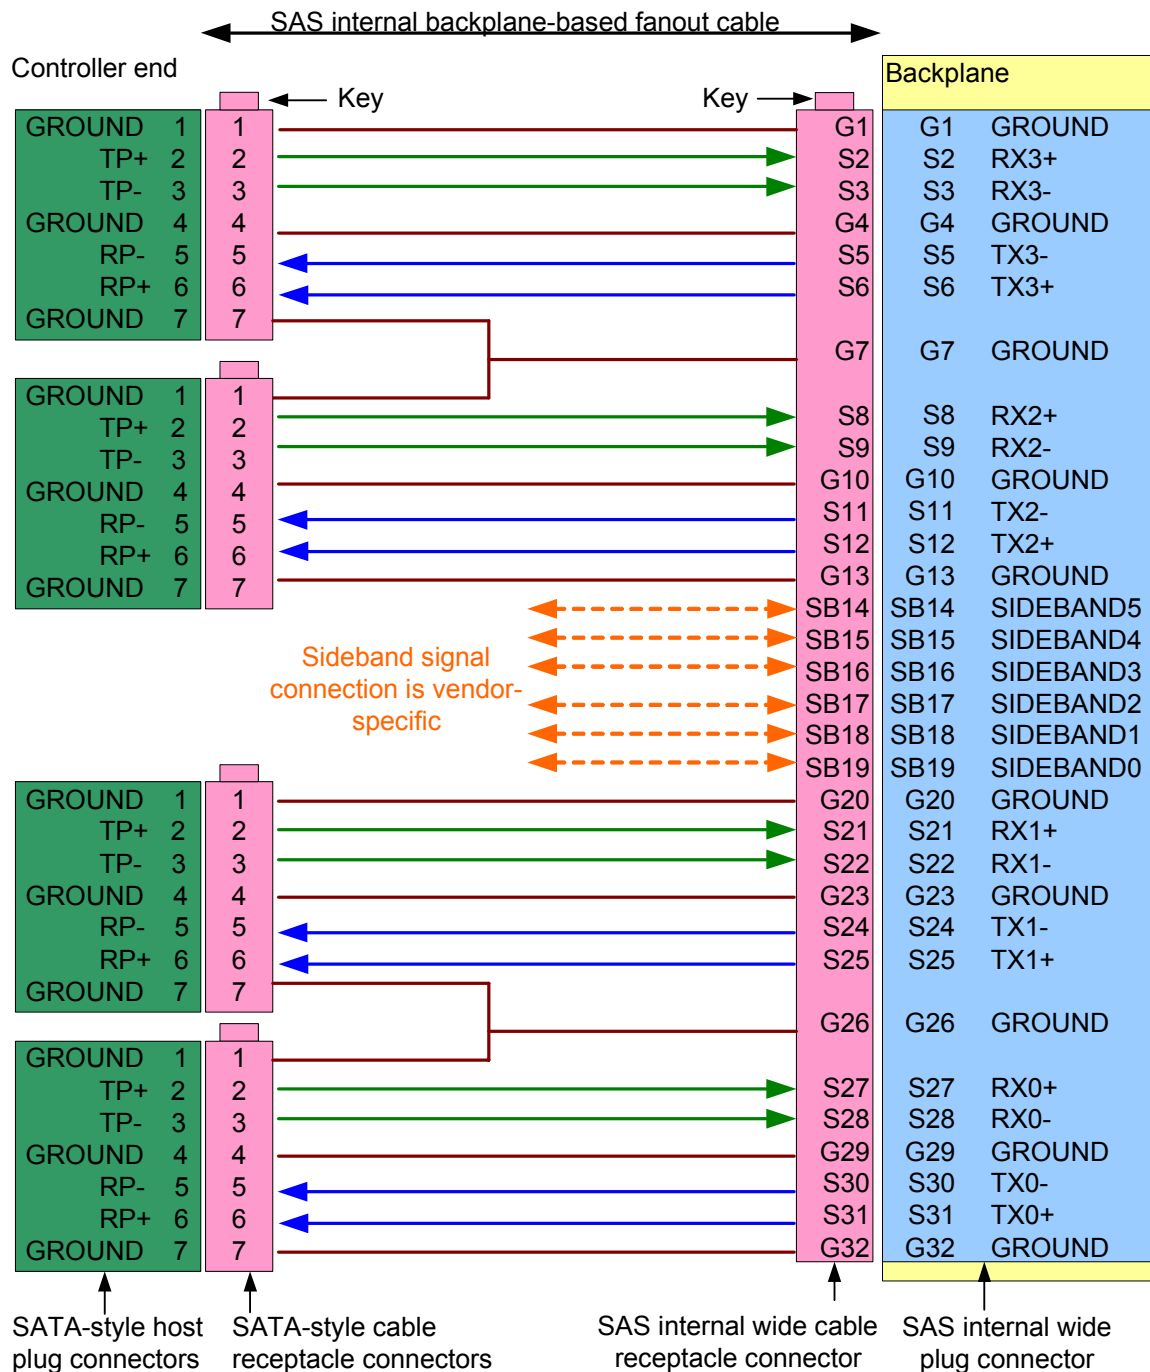 SAS internal backplane-based fanout cable
Controller end
Backplane
Key
Key
GROUND 1 1 G1 G1 GROUND
TP+ 2 2 S2 S2 RX3+
TP- 3 3 S3 S3 RX3-
GROUND 4 4 G4 G4 GROUND
RP- 5 5 S5 S5 TX3-
RP+ 6 6 S6 S6 TX3+
GROUND 7 7
G7 G7 GROUND
GROUND 1 1
TP+ 2 2 S8 S8 RX2+
TP- 3 3 S9 S9 RX2-
GROUND 4 4 G10 G10 GROUND
RP- 5 5 S11 S11 TX2-
RP+ 6 6 S12 S12 TX2+
GROUND 7 7 G13 G13 GROUND
SB14 SB14 SIDEBAND5
SB15 SB15 SIDEBAND4
SB16 SB16 SIDEBAND3
SB17 SB17 SIDEBAND2
SB18 SB18 SIDEBAND1
SB19 SB19 SIDEBAND0
Sideband signal
connection is vendor-
specific
GROUND 1 1 G20 G20 GROUND
TP+ 2 2 S21 S21 RX1+
TP- 3 3 S22 S22 RX1-
GROUND 4 4 G23 G23 GROUND
RP- 5 5 S24 S24 TX1-
RP+ 6 6 S25 S25 TX1+
GROUND 7 7
G26 G26 GROUND
GROUND 1 1
TP+ 2 2 S27 S27 RX0+
TP- 3 3 S28 S28 RX0-
GROUND 4 4 G29 G29 GROUND
RP- 5 5 S30 S30 TX0-
RP+ 6 6 S31 S31 TX0+
GROUND 7 7 G32 G32 GROUND
SATA-style host
plug connectors
SATA-style cable
receptacle connectors
SAS internal wide cable
receptacle connector
SAS internal wide
plug connector